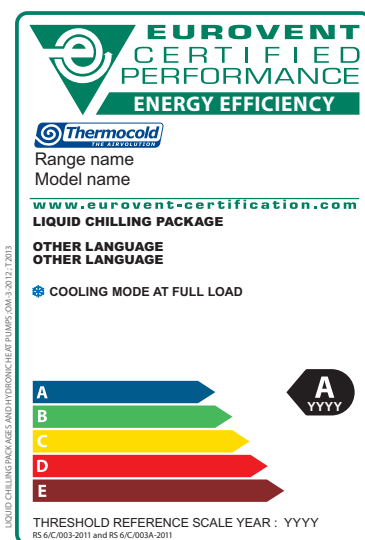 EUROVENT
CERTIFIED
PERFORMANCE
ENERGY EFFICIENCY
Thermocold
THE AIRVOLUTION
Range name
Model name
www.eurovent-certification.com
LIQUID CHILLING PACKAGE
OTHER LANGUAGE
OTHER LANGUAGE
COOLING MODE AT FULL LOAD
A
B
C
D
E
A
YYYY
THRESHOLD REFERENCE SCALE YEAR : YYYY
RS 6/C/003-2011 and RS 6/C/003A-2011
LIQUID CHILLING PACKAGES AND HYDRONIC HEAT PUMPS ;OM-3-2012 ; T2013